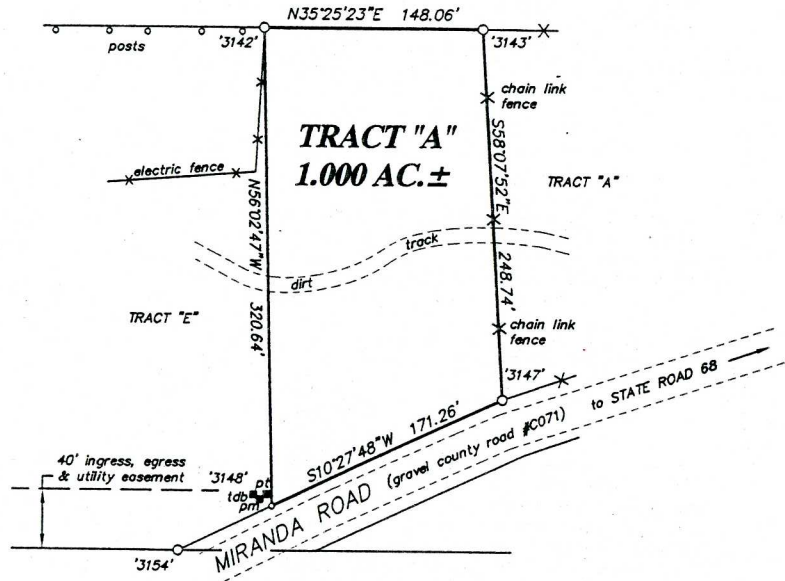 N35°25'23"E 148.06'
posts
'3142'
'3143'
chain link
fence
TRACT "A"
1.000 AC.±
S58°07'52"E
248.74'
TRACT "A"
electric fence
N56°02'47"W
320.64'
track
dirt
TRACT "E"
chain link
fence
'3147'
to STATE ROAD 68
S10°27'48"W 171.26'
(gravel county road #C071)
MIRANDA ROAD
40' ingress, egress
& utility easement
'3148'
pt
tdb
pm
'3154'